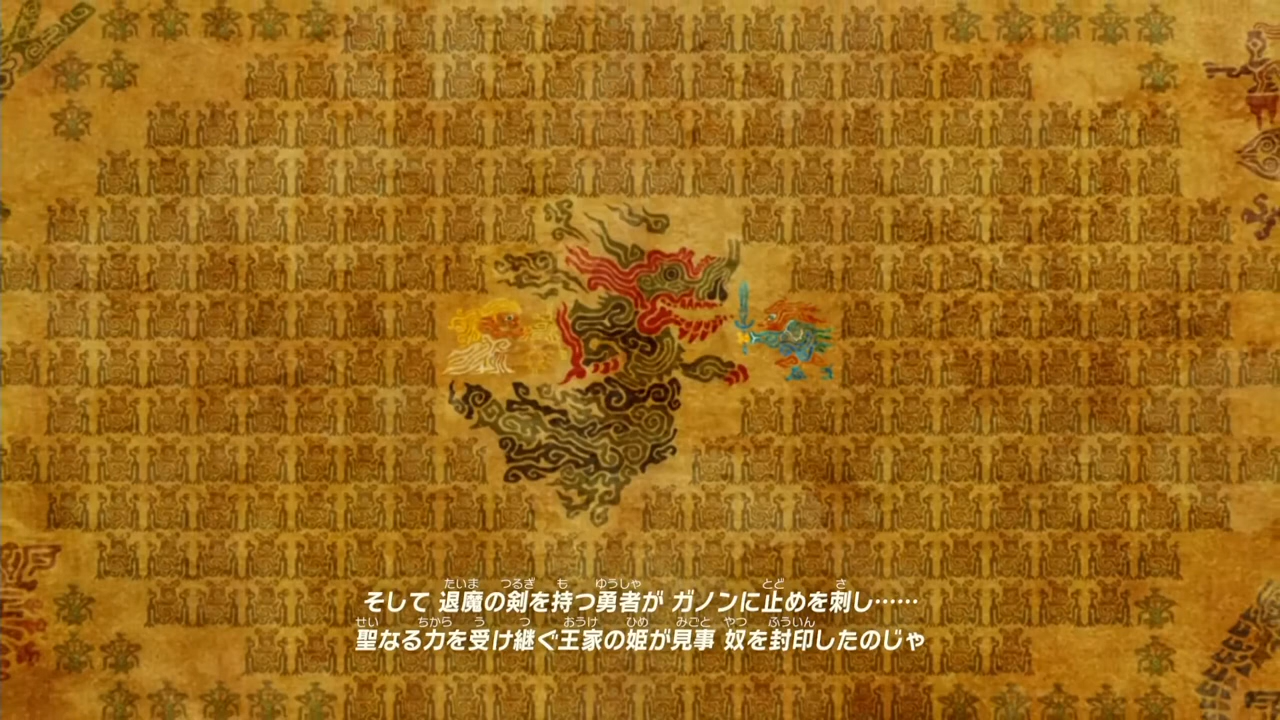 そして 退魔の剣を持つ勇者が ガノンに止めを刺し……
聖なる力を受け継ぐ王家の姫が見事 奴を封印したのじゃ